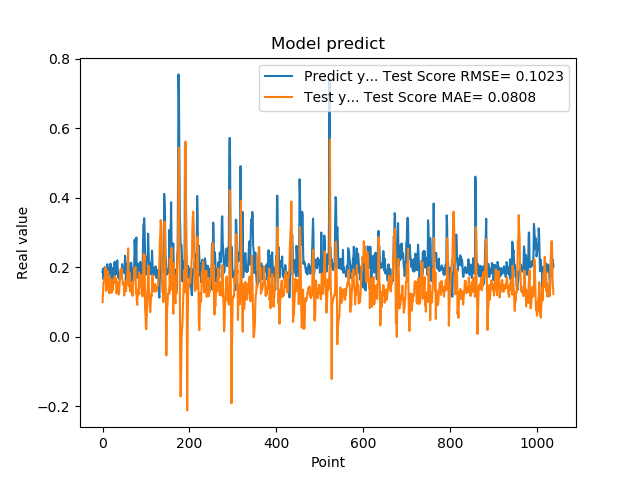 Model predict
Predict y... Test Score RMSE= 0.1023
Test y... Test Score MAE= 0.0808
Real value
0.8
0.6
0.4
0.2
0.0
−0.2
0 200 400 600 800 1000
Point